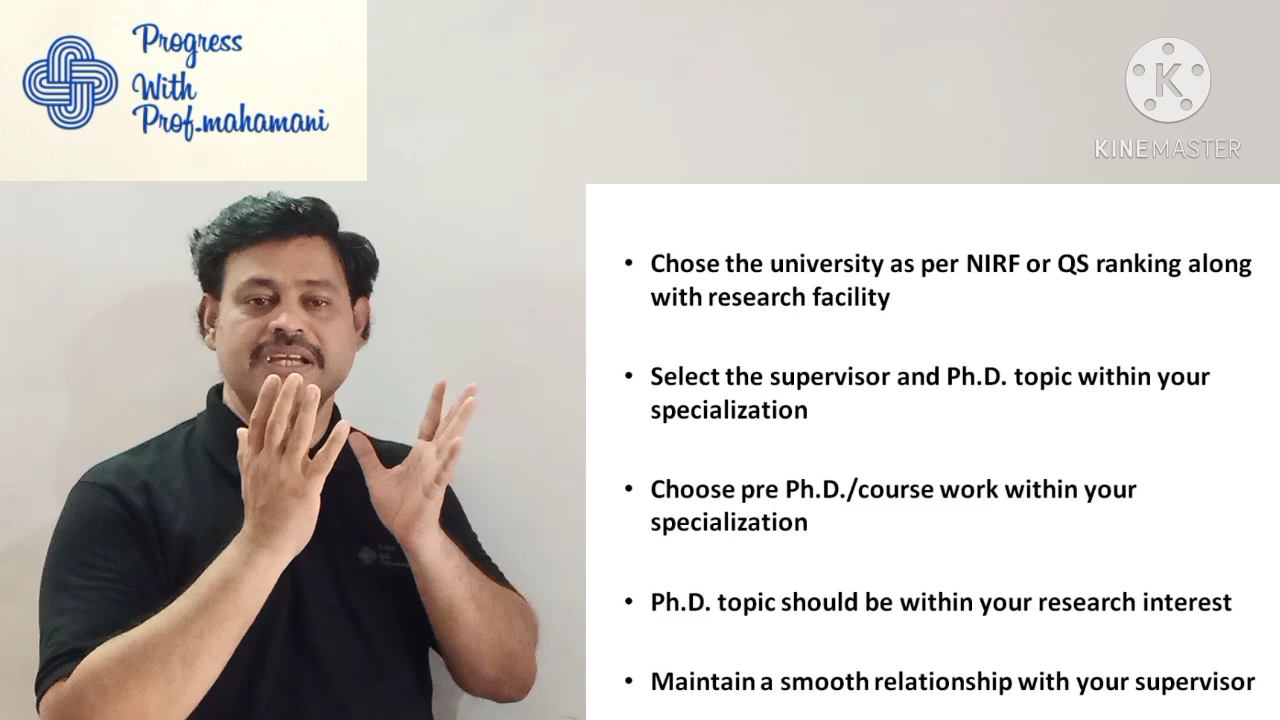 Progress
With
Prof.mahamani
KINEMASTER
• Chose the university as per NIRF or QS ranking along
with research facility
• Select the supervisor and Ph.D. topic within your
specialization
• Choose pre Ph.D./course work within your
specialization
• Ph.D. topic should be within your research interest
• Maintain a smooth relationship with your supervisor